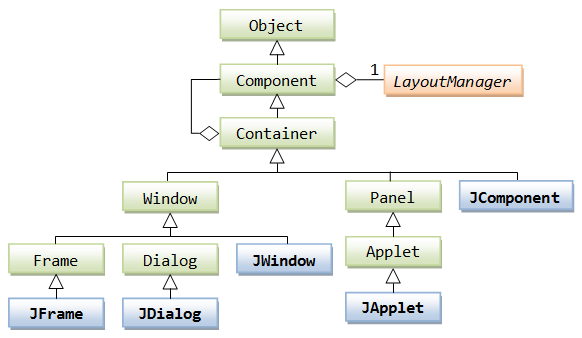 Object
Component
1
LayoutManager
Container
Window
Panel
JComponent
Frame
Dialog
JWindow
Applet
JFrame
JDialog
JApplet